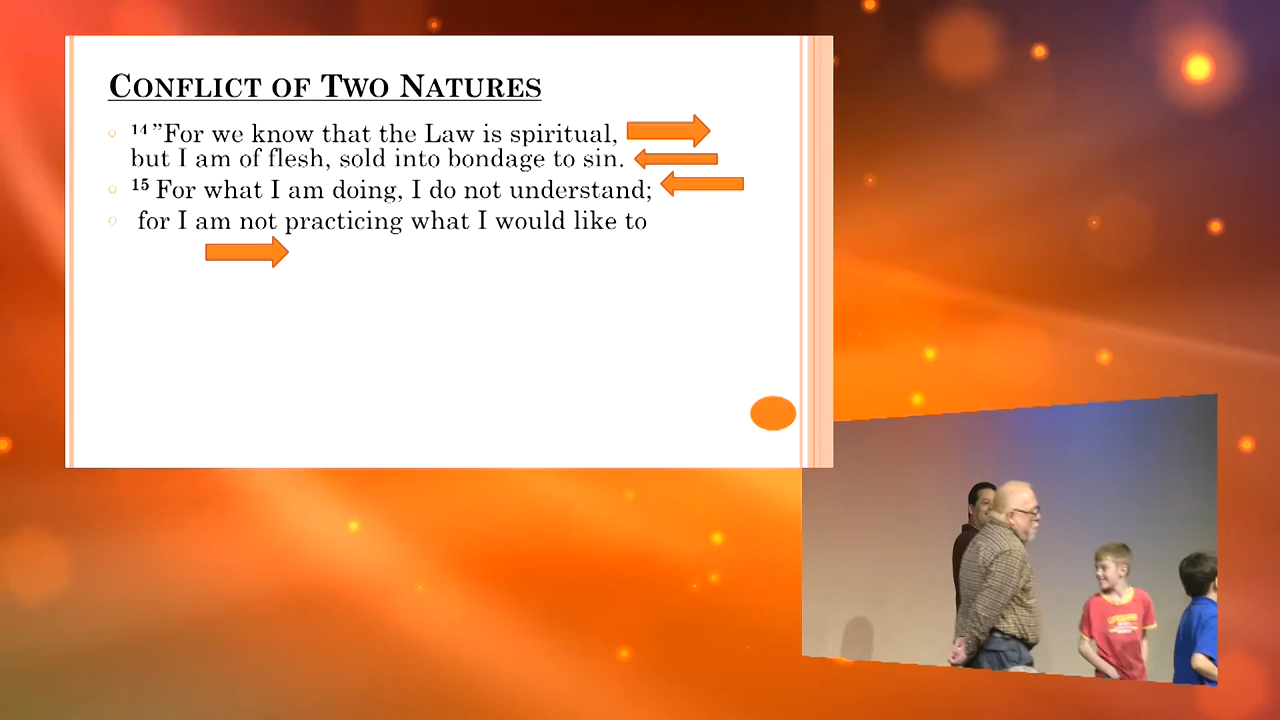 CONFLICT OF TWO NATURES
14 ”For we know that the Law is spiritual,
but I am of flesh, sold into bondage to sin.
15 For what I am doing, I do not understand;
for I am not practicing what I would like to